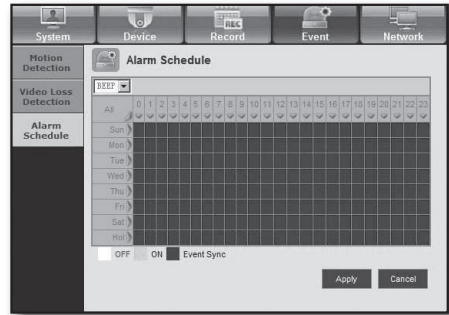 System Device Record Event Network
REC
Motion
Detection
Video Loss
Detection
Alarm
Schedule
Alarm Schedule
BEEP
All 0 1 2 3 4 5 6 7 8 9 10 11 12 13 14 15 16 17 18 19 20 21 22 23
Sun
Mon
Tue
Wed
Thu
Fri
Sat
Hol
OFF ON Event Sync
Apply Cancel